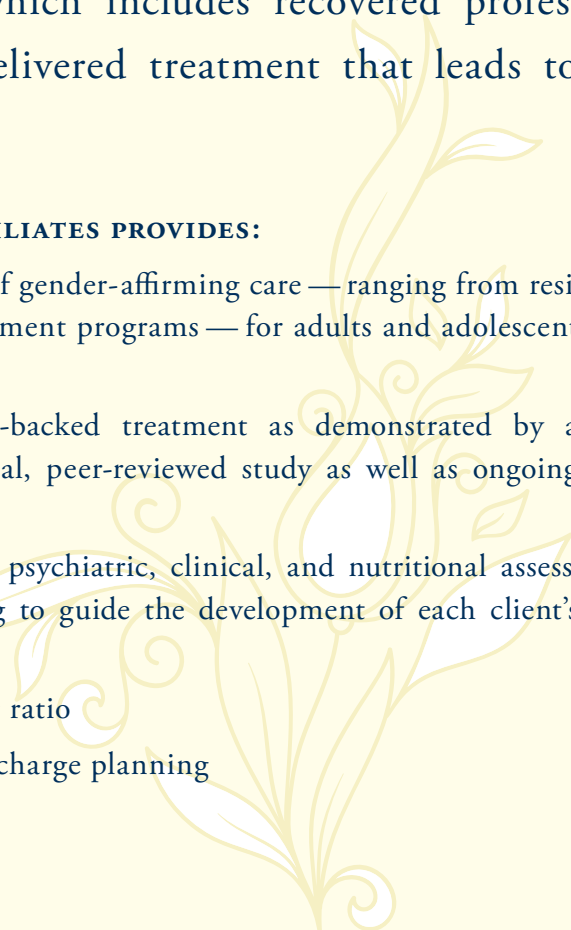 which includes recovered profes
elivered treatment that leads to
ILIATES PROVIDES:
f gender-affirming care — ranging from resi
ment programs — for adults and adolescent
-backed treatment as demonstrated by a
al, peer-reviewed study as well as ongoing
psychiatric, clinical, and nutritional assess
g to guide the development of each client's
ratio
charge planning